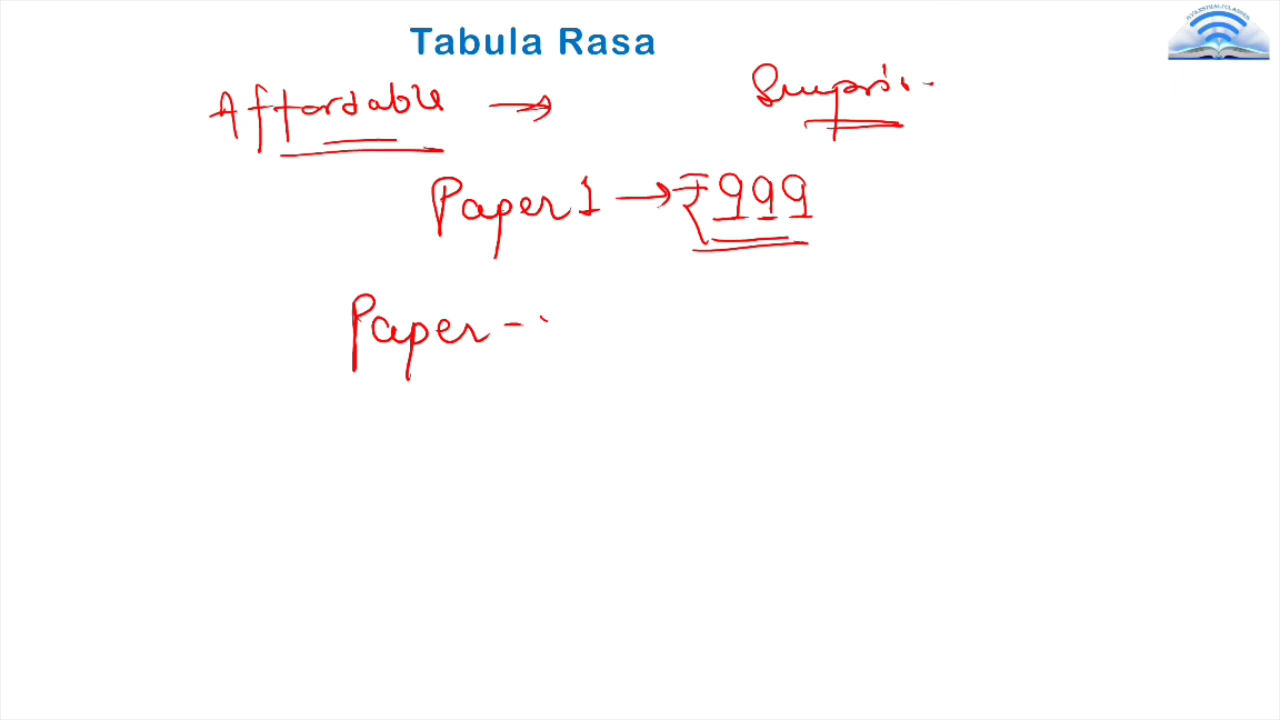 Tabula Rasa
Affordable →
Paper 1 → ₹999
Paper -